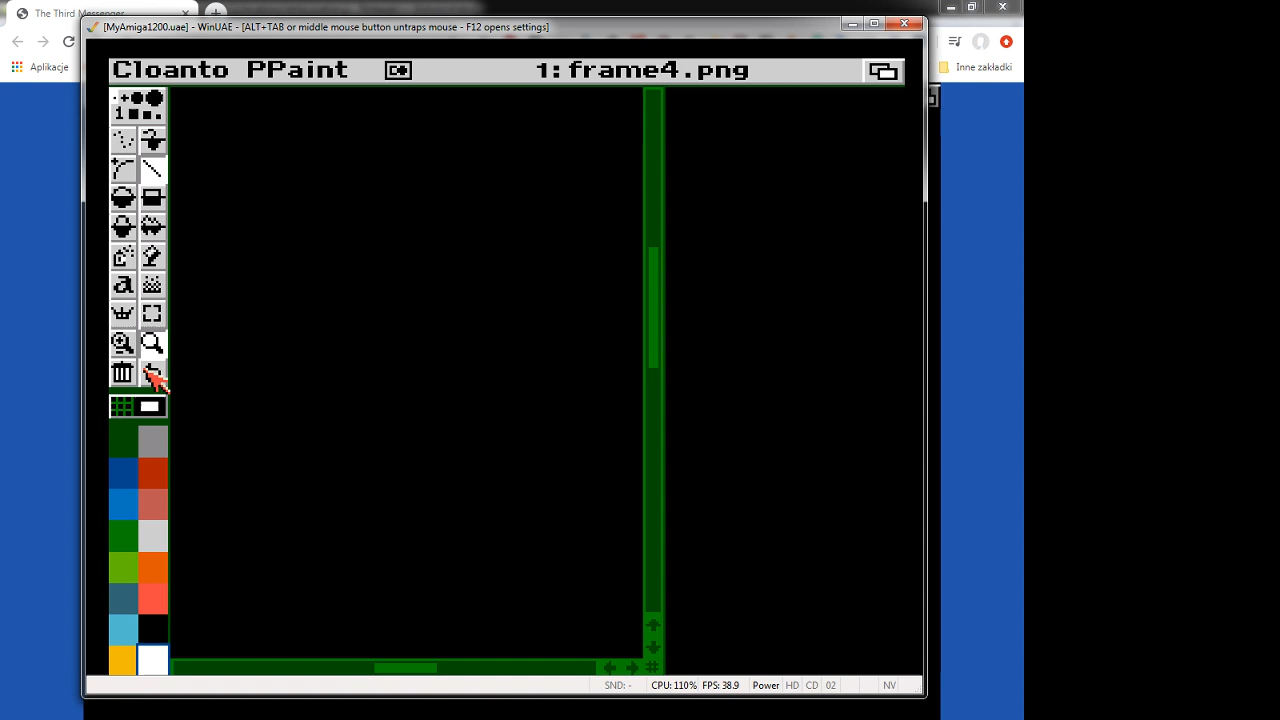 The Third Messenger
[MyAmiga1200.uae] - WinUAE - [ALT+TAB or middle mouse button untraps mouse - F12 opens settings]
Aplikacje
Inne zakładki
Cloanto PPaint
1:frame4.png
1
a
SND: -
CPU: 110%
FPS: 38.9
Power
HD
CD
02
NV